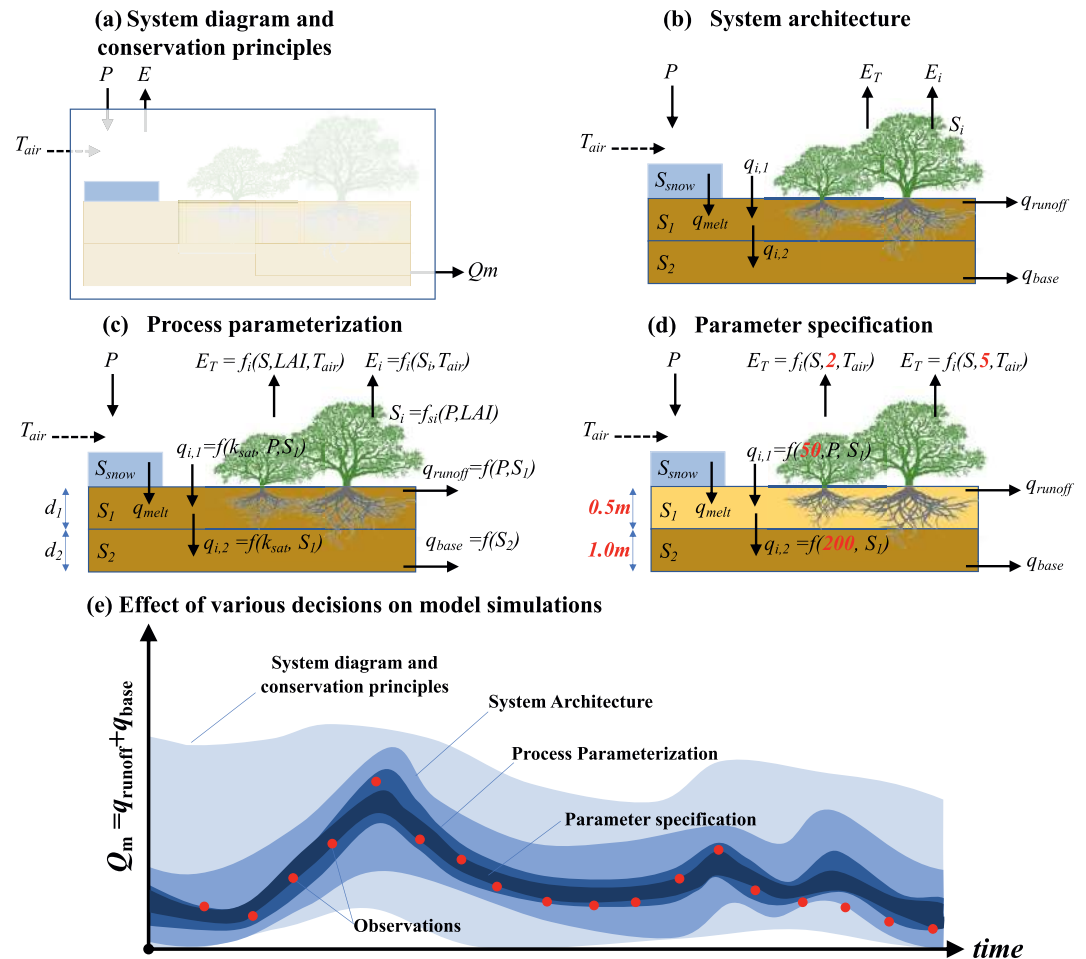 (a) System diagram and
conservation principles
P E
T_air
Qm
(b) System architecture
P E_T E_i
S_i
T_air
q_i,1
S_snow
q_runoff
S_1 q_melt
q_i,2
S_2
q_base
(c) Process parameterization
P E_T = f_i(S,LAI,T_air) E_i =f_i(S_i,T_air)
S_i =f_si(P,LAI)
T_air
q_i,1=f(k_sat, P,S_1)
S_snow q_runoff=f(P,S_1)
d_1 S_1 q_melt
d_2 S_2 q_i,2 = f(k_sat, S_1) q_base =f(S_2)
(d) Parameter specification
P E_T = f_i(S,2,T_air) E_T = f_i(S,5,T_air)
T_air
q_i,1=f(50,P, S_1)
S_snow
q_runoff
0.5m S_1 q_melt
1.0m S_2 q_i,2 =f(200, S_1)
q_base
(e) Effect of various decisions on model simulations
System diagram and
conservation principles
System Architecture
Process Parameterization
Parameter specification
Observations
Q_m =q_runoff+q_base
time